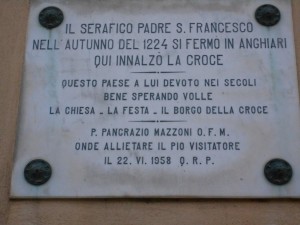 IL SERAFICO PADRE S. FRANCESCO
NELL'AUTUNNO DEL 1224 SI FERMÒ IN ANGHIARI
QUI INNALZÒ LA CROCE
QUESTO PAESE A LUI DEVOTO NEI SECOLI
BENE SPERANDO VOLLE
LA CHIESA - LA FESTA - IL BORGO DELLA CROCE
P. PANCRAZIO MAZZONI O.F.M.
ONDE ALLIETARE IL PIO VISITATORE
IL 22. VI. 1958 Q. R. P.